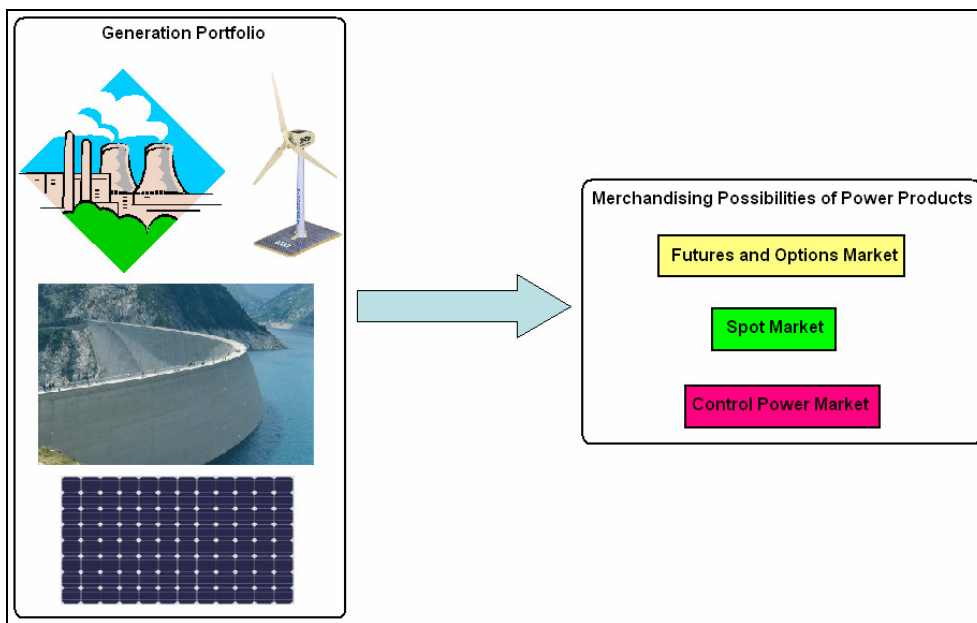 Generation Portfolio
Merchandising Possibilities of Power Products
Futures and Options Market
Spot Market
Control Power Market